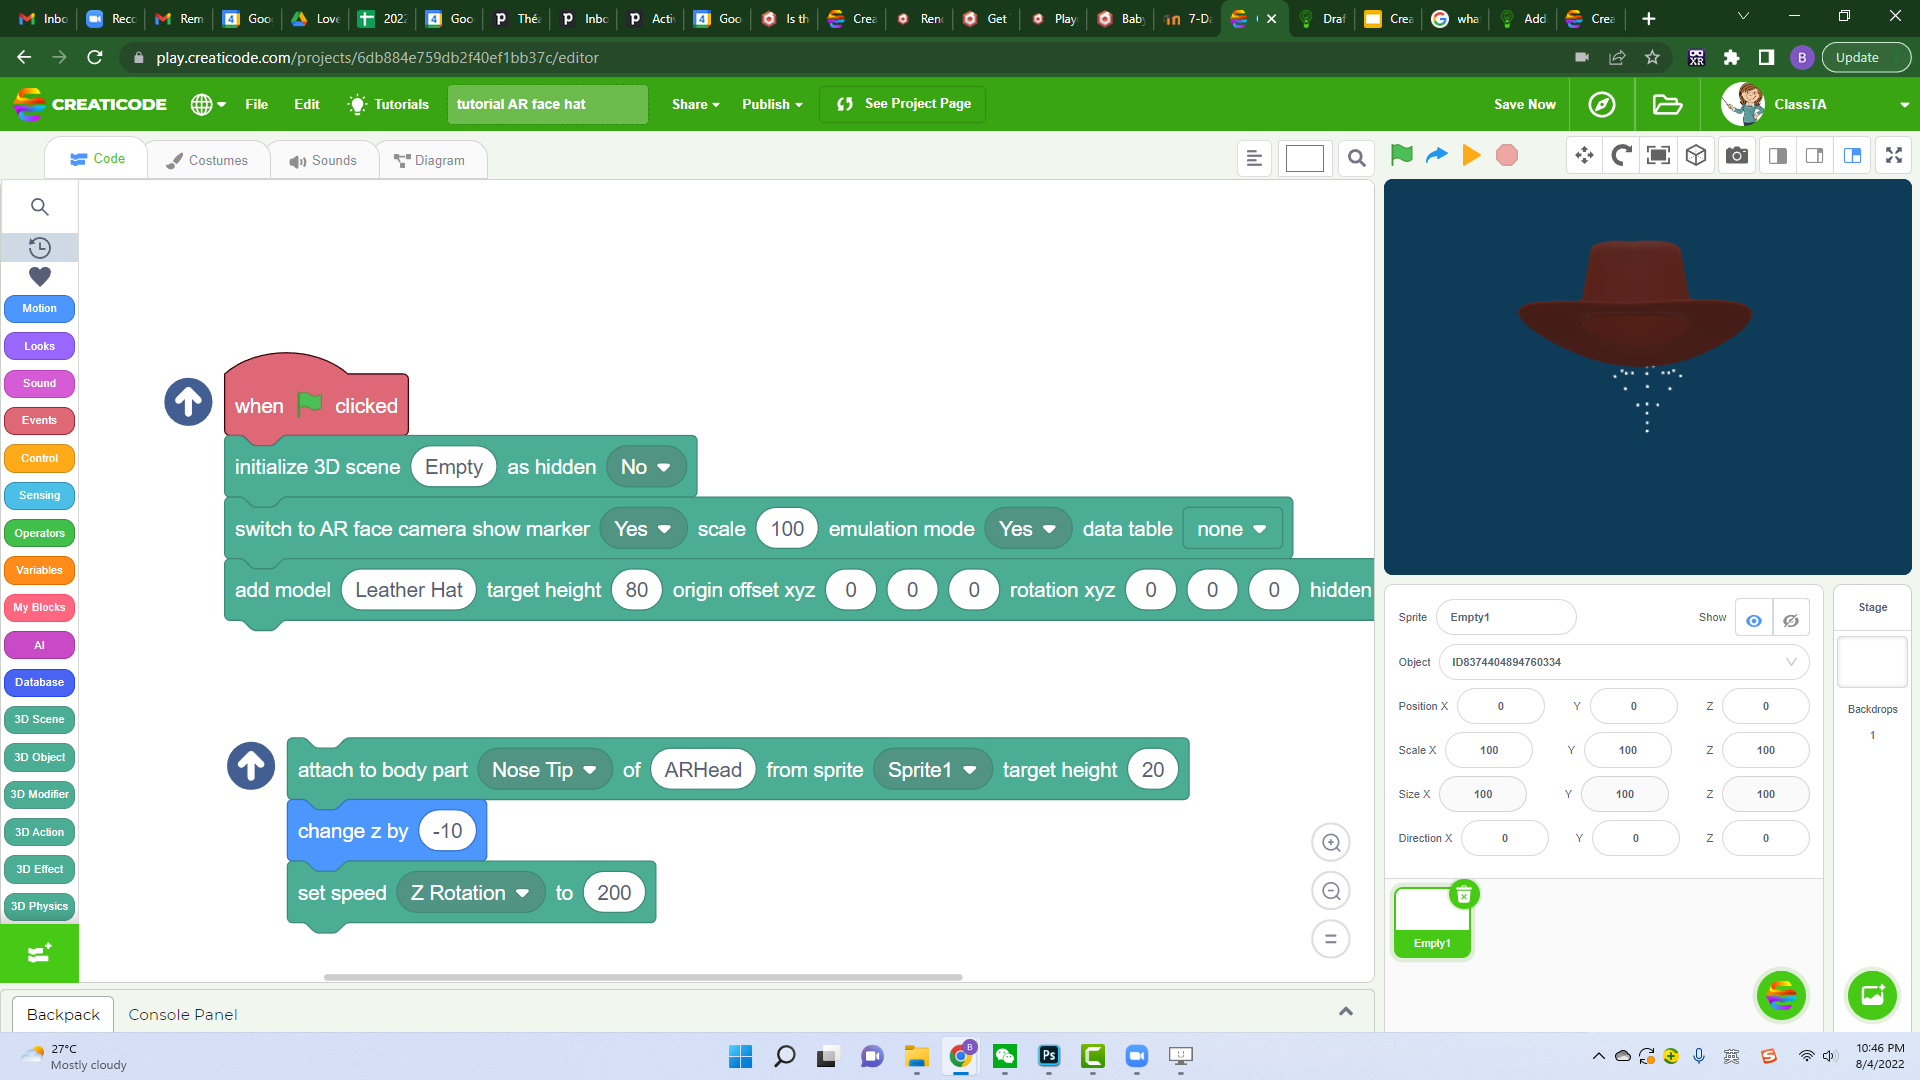 Inbo
Reco
Rem
Goo
Love
2022
Goo
Théa
Inbo
Activ
Goo
Is th
Crea
Reno
Get
Play
Baby
7-Da
Draf
Crea
wha
Add
Crea
play.creaticode.com/projects/6db884e759db2f40ef1bb37c/editor
XR
B
Update
CREATICODE
File
Edit
Tutorials
tutorial AR face hat
Share
Publish
See Project Page
Save Now
ClassTA
Code
Costumes
Sounds
Diagram
Motion
Looks
Sound
Events
Control
Sensing
Operators
Variables
My Blocks
AI
Database
3D Scene
3D Object
3D Modifier
3D Action
3D Effect
3D Physics
when clicked
initialize 3D scene Empty as hidden No
switch to AR face camera show marker Yes scale 100 emulation mode Yes data table none
add model Leather Hat target height 80 origin offset xyz 0 0 0 rotation xyz 0 0 0 hidden
attach to body part Nose Tip of ARHead from sprite Sprite1 target height 20
change z by -10
set speed Z Rotation to 200
Sprite Empty1 Show
Object ID8374404894760334
Position X 0 Y 0 Z 0
Scale X 100 Y 100 Z 100
Size X 100 Y 100 Z 100
Direction X 0 Y 0 Z 0
Empty1
Stage
Backdrops
1
Backpack
Console Panel
27°C
Mostly cloudy
B
Ps
英
10:46 PM
8/4/2022